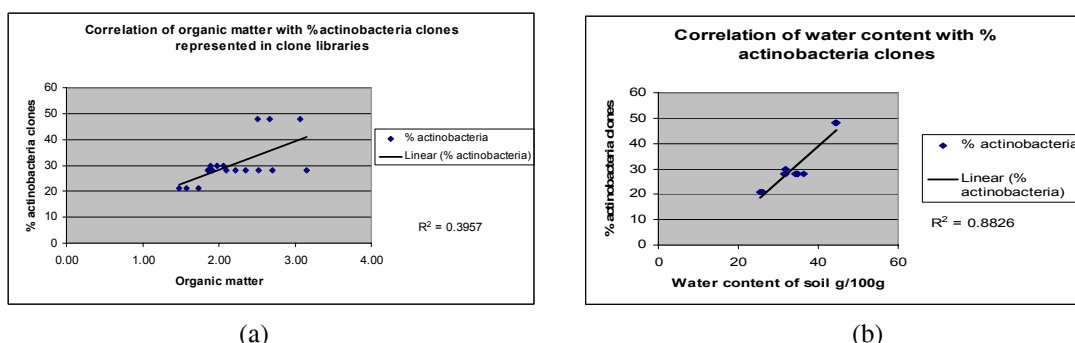 Correlation of organic matter with %actinobacteria clones
represented in clone libraries
% actinobacteria clones
60
50
40
30
20
10
0
0.00 1.00 2.00 3.00 4.00
Organic matter
% actinobacteria
Linear (% actinobacteria)
R² = 0.3957
(a)
Correlation of water content with %
actinobacteria clones
% actinobacteria clones
60
50
40
30
20
10
0
0 20 40 60
Water content of soil g/100g
% actinobacteria
Linear (%
actinobacteria)
R² = 0.8826
(b)